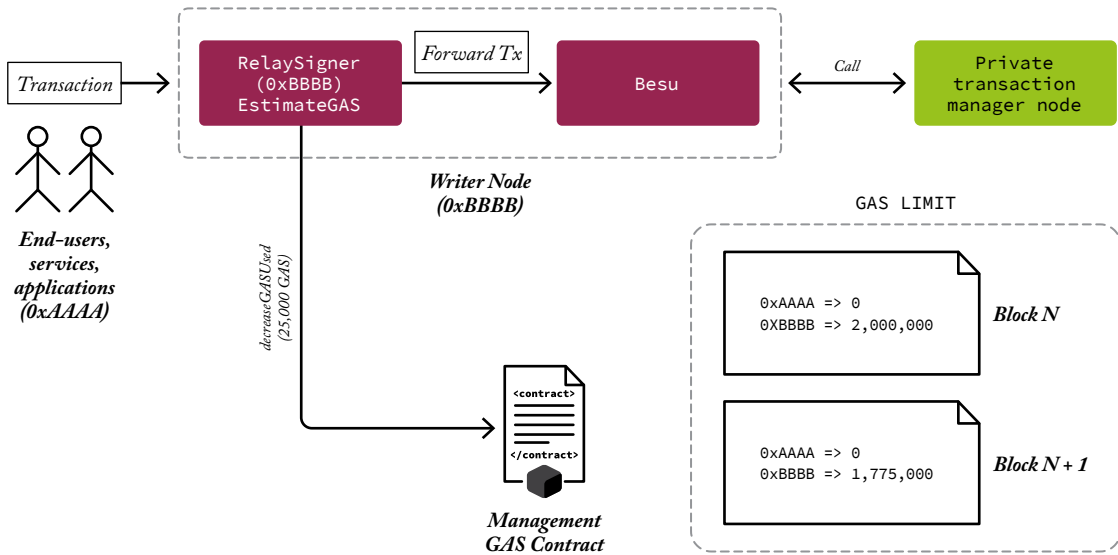 Transaction
RelaySigner
(0xBBBB)
EstimateGAS
Forward Tx
Besu
Call
Private
transaction
manager node
Writer Node
(0xBBBB)
End-users,
services,
applications
(0xAAAA)
decreaseGASUsed
(25,000 GAS)
<contract>
</contract>
Management
GAS Contract
GAS LIMIT
0xAAAA => 0
0XBBBB => 2,000,000
Block N
0xAAAA => 0
0xBBBB => 1,775,000
Block N + 1